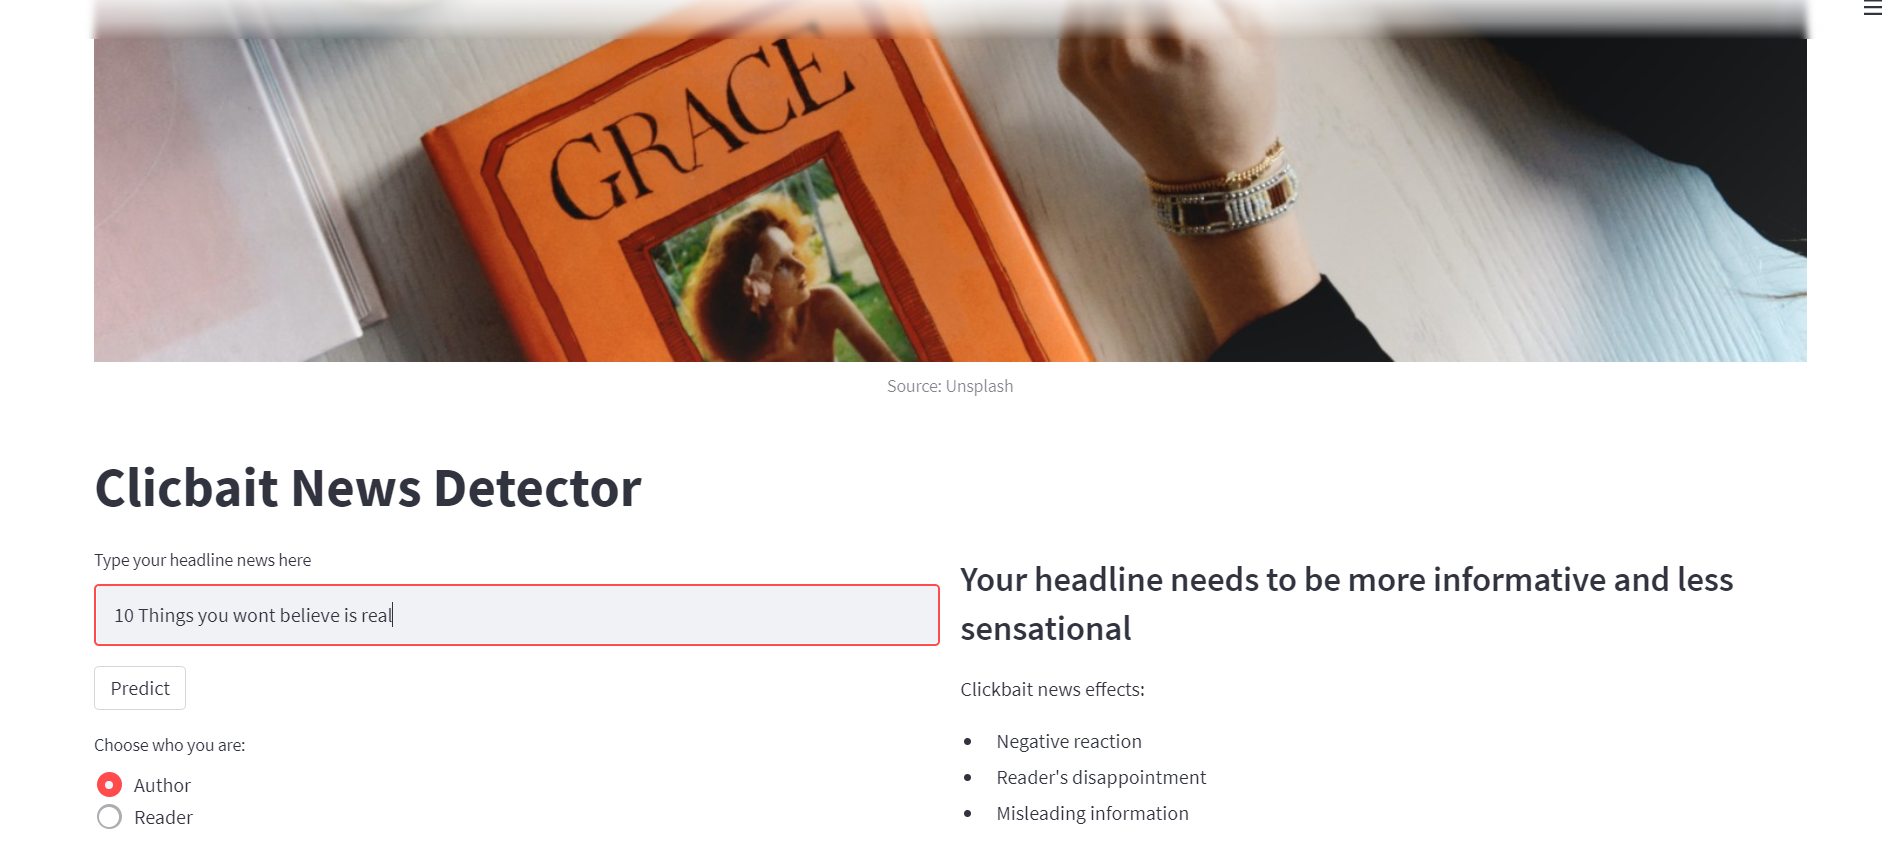 GRACE
Source: Unsplash
Clicbait News Detector
Type your headline news here
10 Things you wont believe is real
Predict
Choose who you are:
Author
Reader
Your headline needs to be more informative and less
sensational
Clickbait news effects:
Negative reaction
Reader's disappointment
Misleading information